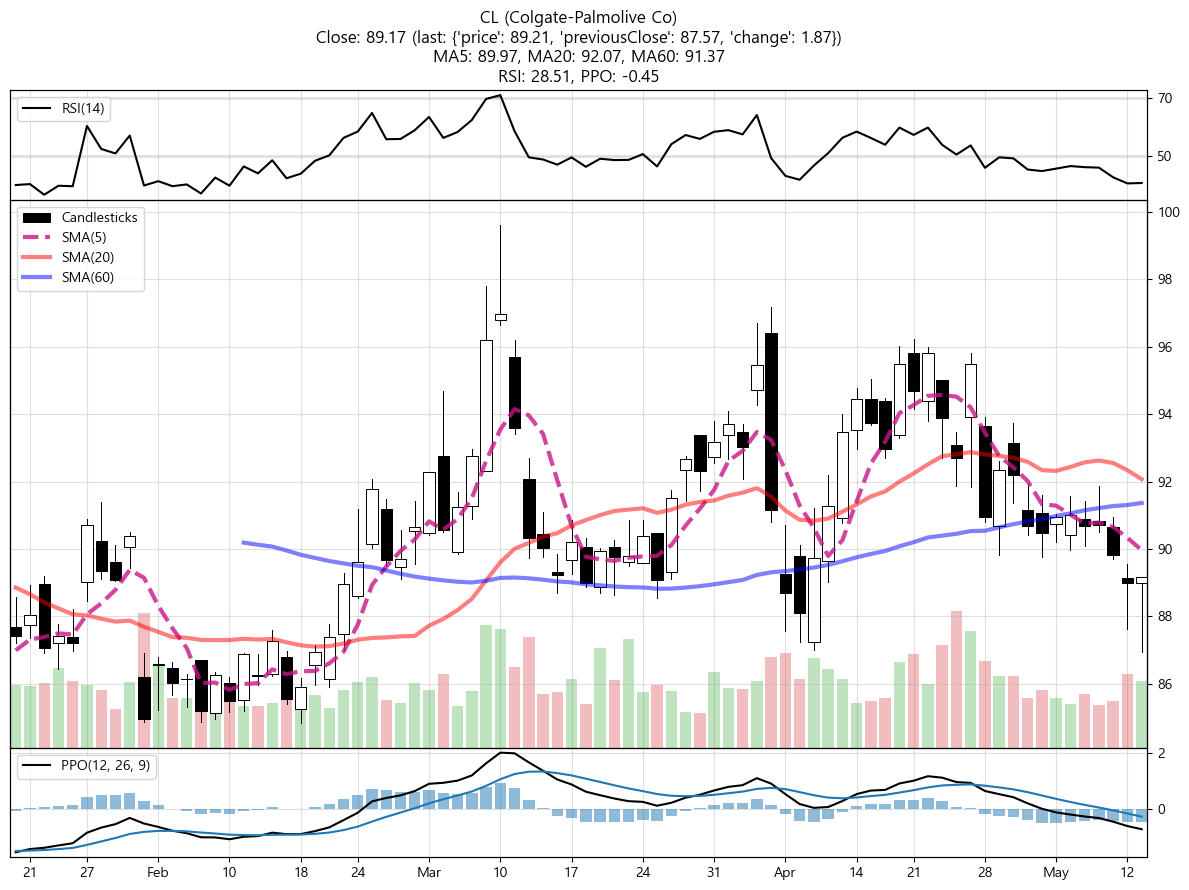 CL (Colgate-Palmolive Co)
Close: 89.17 (last: {'price': 89.21, 'previousClose': 87.57, 'change': 1.87})
MA5: 89.97, MA20: 92.07, MA60: 91.37
RSI: 28.51, PPO: -0.45
RSI(14)
70
50
Candlesticks
SMA(5)
SMA(20)
SMA(60)
100
98
96
94
92
90
88
86
PPO(12, 26, 9)
2
0
21 27 Feb 10 18 24 Mar 10 17 24 31 Apr 14 21 28 May 12